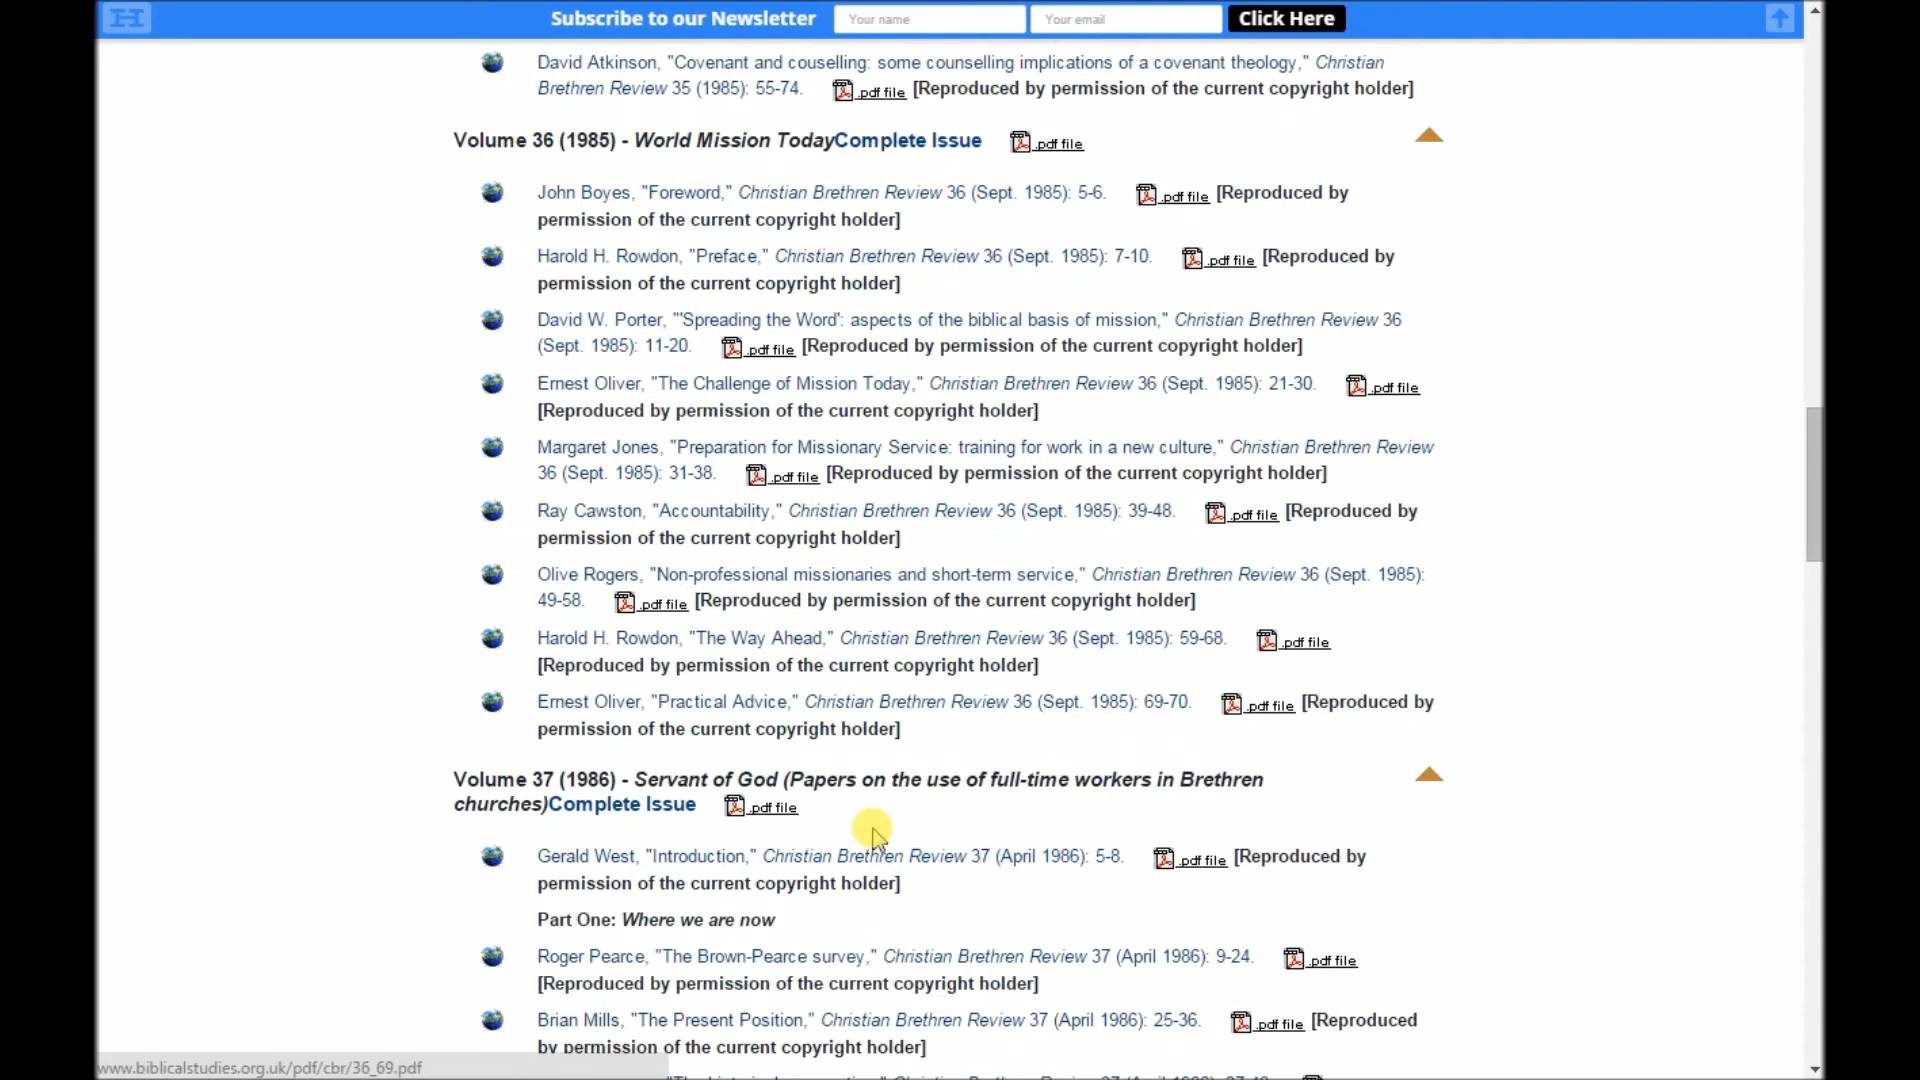 Subscribe to our Newsletter Your name Your email Click Here
David Atkinson, "Covenant and couselling: some counselling implications of a covenant theology," Christian
Brethren Review 35 (1985): 55-74. .pdf file [Reproduced by permission of the current copyright holder]
Volume 36 (1985) - World Mission TodayComplete Issue .pdf file
John Boyes, "Foreword," Christian Brethren Review 36 (Sept. 1985): 5-6. .pdf file [Reproduced by
permission of the current copyright holder]
Harold H. Rowdon, "Preface," Christian Brethren Review 36 (Sept. 1985): 7-10. .pdf file [Reproduced by
permission of the current copyright holder]
David W. Porter, "'Spreading the Word': aspects of the biblical basis of mission," Christian Brethren Review 36
(Sept. 1985): 11-20. .pdf file [Reproduced by permission of the current copyright holder]
Ernest Oliver, "The Challenge of Mission Today," Christian Brethren Review 36 (Sept. 1985): 21-30. .pdf file
[Reproduced by permission of the current copyright holder]
Margaret Jones, "Preparation for Missionary Service: training for work in a new culture," Christian Brethren Review
36 (Sept. 1985): 31-38. .pdf file [Reproduced by permission of the current copyright holder]
Ray Cawston, "Accountability," Christian Brethren Review 36 (Sept. 1985): 39-48. .pdf file [Reproduced by
permission of the current copyright holder]
Olive Rogers, "Non-professional missionaries and short-term service," Christian Brethren Review 36 (Sept. 1985):
49-58. .pdf file [Reproduced by permission of the current copyright holder]
Harold H. Rowdon, "The Way Ahead," Christian Brethren Review 36 (Sept. 1985): 59-68. .pdf file
[Reproduced by permission of the current copyright holder]
Ernest Oliver, "Practical Advice," Christian Brethren Review 36 (Sept. 1985): 69-70. .pdf file [Reproduced by
permission of the current copyright holder]
Volume 37 (1986) - Servant of God (Papers on the use of full-time workers in Brethren
churches)Complete Issue .pdf file
Gerald West, "Introduction," Christian Brethren Review 37 (April 1986): 5-8. .pdf file [Reproduced by
permission of the current copyright holder]
Part One: Where we are now
Roger Pearce, "The Brown-Pearce survey," Christian Brethren Review 37 (April 1986): 9-24. .pdf file
[Reproduced by permission of the current copyright holder]
Brian Mills, "The Present Position," Christian Brethren Review 37 (April 1986): 25-36. .pdf file [Reproduced
by permission of the current copyright holder]
www.biblicalstudies.org.uk/pdf/cbr/36_69.pdf